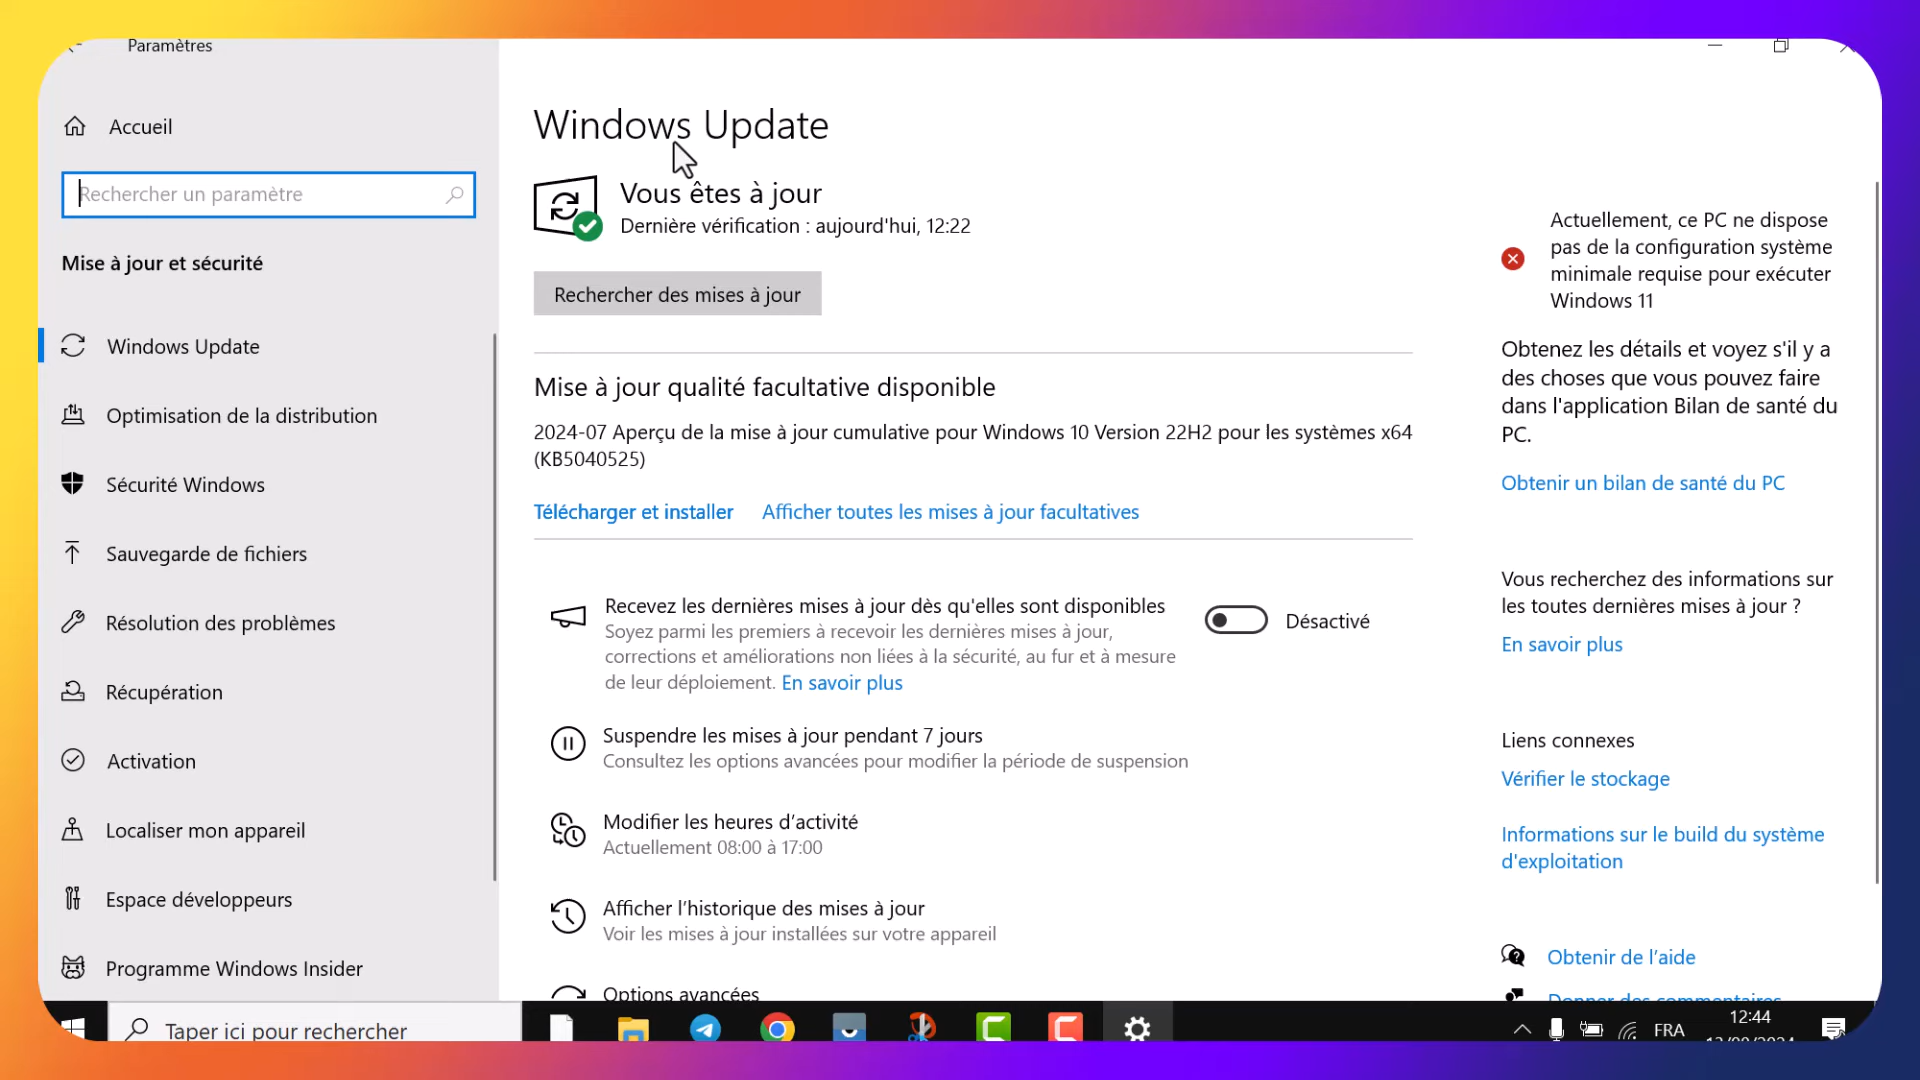 Paramètres
Accueil
Rechercher un paramètre
Mise à jour et sécurité
Windows Update
Optimisation de la distribution
Sécurité Windows
Sauvegarde de fichiers
Résolution des problèmes
Récupération
Activation
Localiser mon appareil
Espace développeurs
Programme Windows Insider
Windows Update
Vous êtes à jour
Dernière vérification : aujourd'hui, 12:22
Rechercher des mises à jour
Mise à jour qualité facultative disponible
2024-07 Aperçu de la mise à jour cumulative pour Windows 10 Version 22H2 pour les systèmes x64
(KB5040525)
Télécharger et installer Afficher toutes les mises à jour facultatives
Recevez les dernières mises à jour dès qu'elles sont disponibles
Soyez parmi les premiers à recevoir les dernières mises à jour,
corrections et améliorations non liées à la sécurité, au fur et à mesure
de leur déploiement. En savoir plus
Désactivé
Suspendre les mises à jour pendant 7 jours
Consultez les options avancées pour modifier la période de suspension
Modifier les heures d’activité
Actuellement 08:00 à 17:00
Afficher l’historique des mises à jour
Voir les mises à jour installées sur votre appareil
Options avancées
Actuellement, ce PC ne dispose
pas de la configuration système
minimale requise pour exécuter
Windows 11
Obtenez les détails et voyez s'il y a
des choses que vous pouvez faire
dans l'application Bilan de santé du
PC.
Obtenir un bilan de santé du PC
Vous recherchez des informations sur
les toutes dernières mises à jour ?
En savoir plus
Liens connexes
Vérifier le stockage
Informations sur le build du système
d'exploitation
Obtenir de l’aide
Donner des commentaires
Taper ici pour rechercher
FRA
12:44